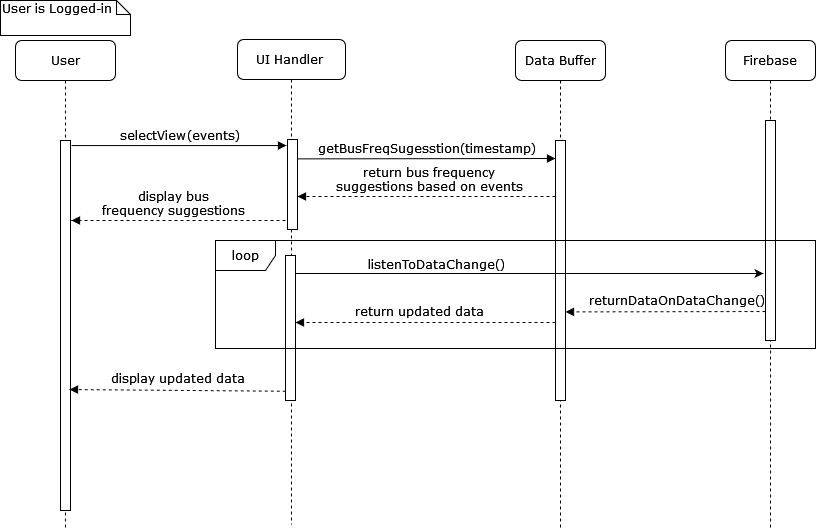 User is Logged-in
User
UI Handler
Data Buffer
Firebase
selectView(events)
getBusFreqSugesstion(timestamp)
return bus frequency
suggestions based on events
display bus
frequency suggestions
loop
listenToDataChange()
returnDataOnDataChange()
return updated data
display updated data